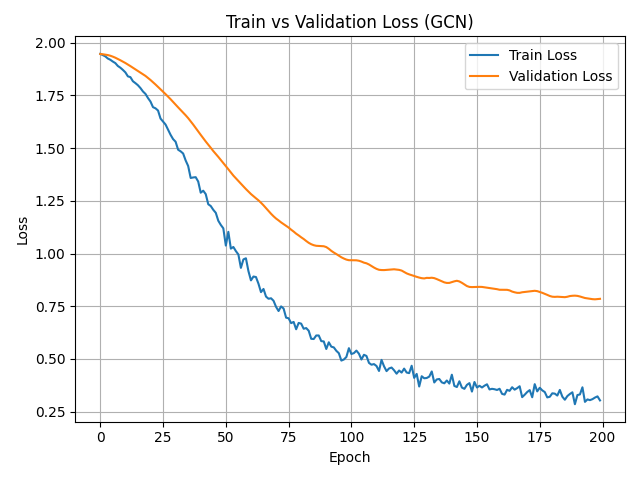 Train vs Validation Loss (GCN)
Train Loss
Validation Loss
Loss
2.00
1.75
1.50
1.25
1.00
0.75
0.50
0.25
0 25 50 75 100 125 150 175 200
Epoch